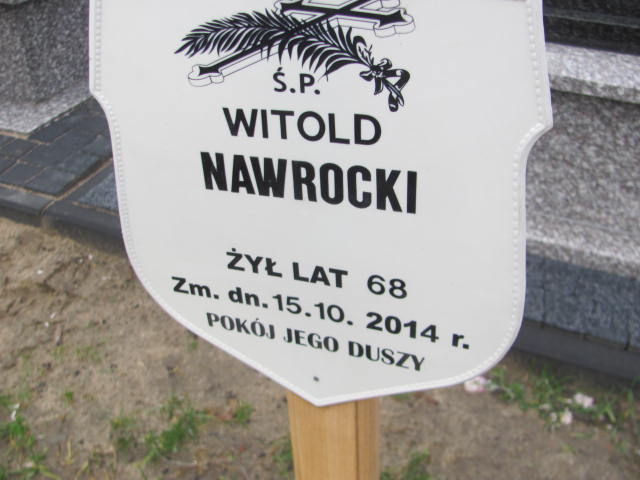 Ś.P.
WITOLD
NAWROCKI
ŻYŁ LAT 68
Zm. dn. 15.10. 2014 r.
POKÓJ JEGO DUSZY